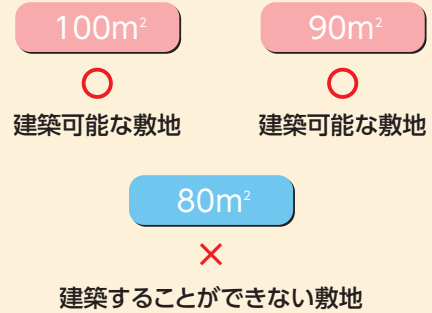 100m² 90m²
○ ○
建築可能な敷地 建築可能な敷地
80m²
×
建築することができない敷地